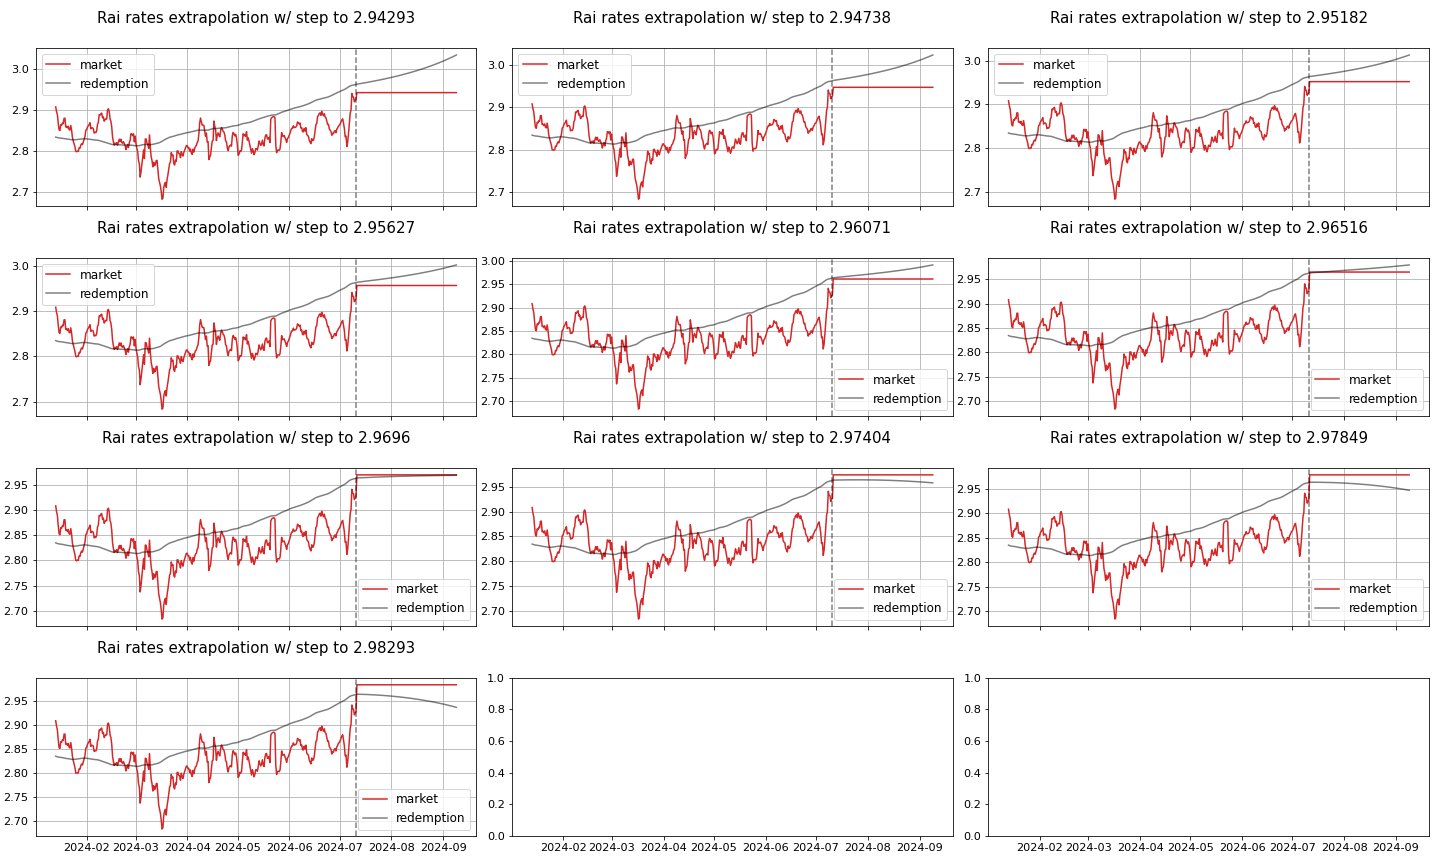 Rai rates extrapolation w/ step to 2.94293
3.0
2.9
2.8
2.7
market
redemption
Rai rates extrapolation w/ step to 2.94738
3.0
2.9
2.8
2.7
market
redemption
Rai rates extrapolation w/ step to 2.95182
3.0
2.9
2.8
2.7
market
redemption
Rai rates extrapolation w/ step to 2.95627
3.0
2.9
2.8
2.7
market
redemption
Rai rates extrapolation w/ step to 2.96071
3.00
2.95
2.90
2.85
2.80
2.75
2.70
market
redemption
Rai rates extrapolation w/ step to 2.96516
2.95
2.90
2.85
2.80
2.75
2.70
market
redemption
Rai rates extrapolation w/ step to 2.9696
2.95
2.90
2.85
2.80
2.75
2.70
market
redemption
Rai rates extrapolation w/ step to 2.97404
2.95
2.90
2.85
2.80
2.75
2.70
market
redemption
Rai rates extrapolation w/ step to 2.97849
2.95
2.90
2.85
2.80
2.75
2.70
market
redemption
Rai rates extrapolation w/ step to 2.98293
2.95
2.90
2.85
2.80
2.75
2.70
market
redemption
2024-02 2024-03 2024-04 2024-05 2024-06 2024-07 2024-08 2024-09
1.0
0.8
0.6
0.4
0.2
0.0
2024-02 2024-03 2024-04 2024-05 2024-06 2024-07 2024-08 2024-09
1.0
0.8
0.6
0.4
0.2
0.0
2024-02 2024-03 2024-04 2024-05 2024-06 2024-07 2024-08 2024-09